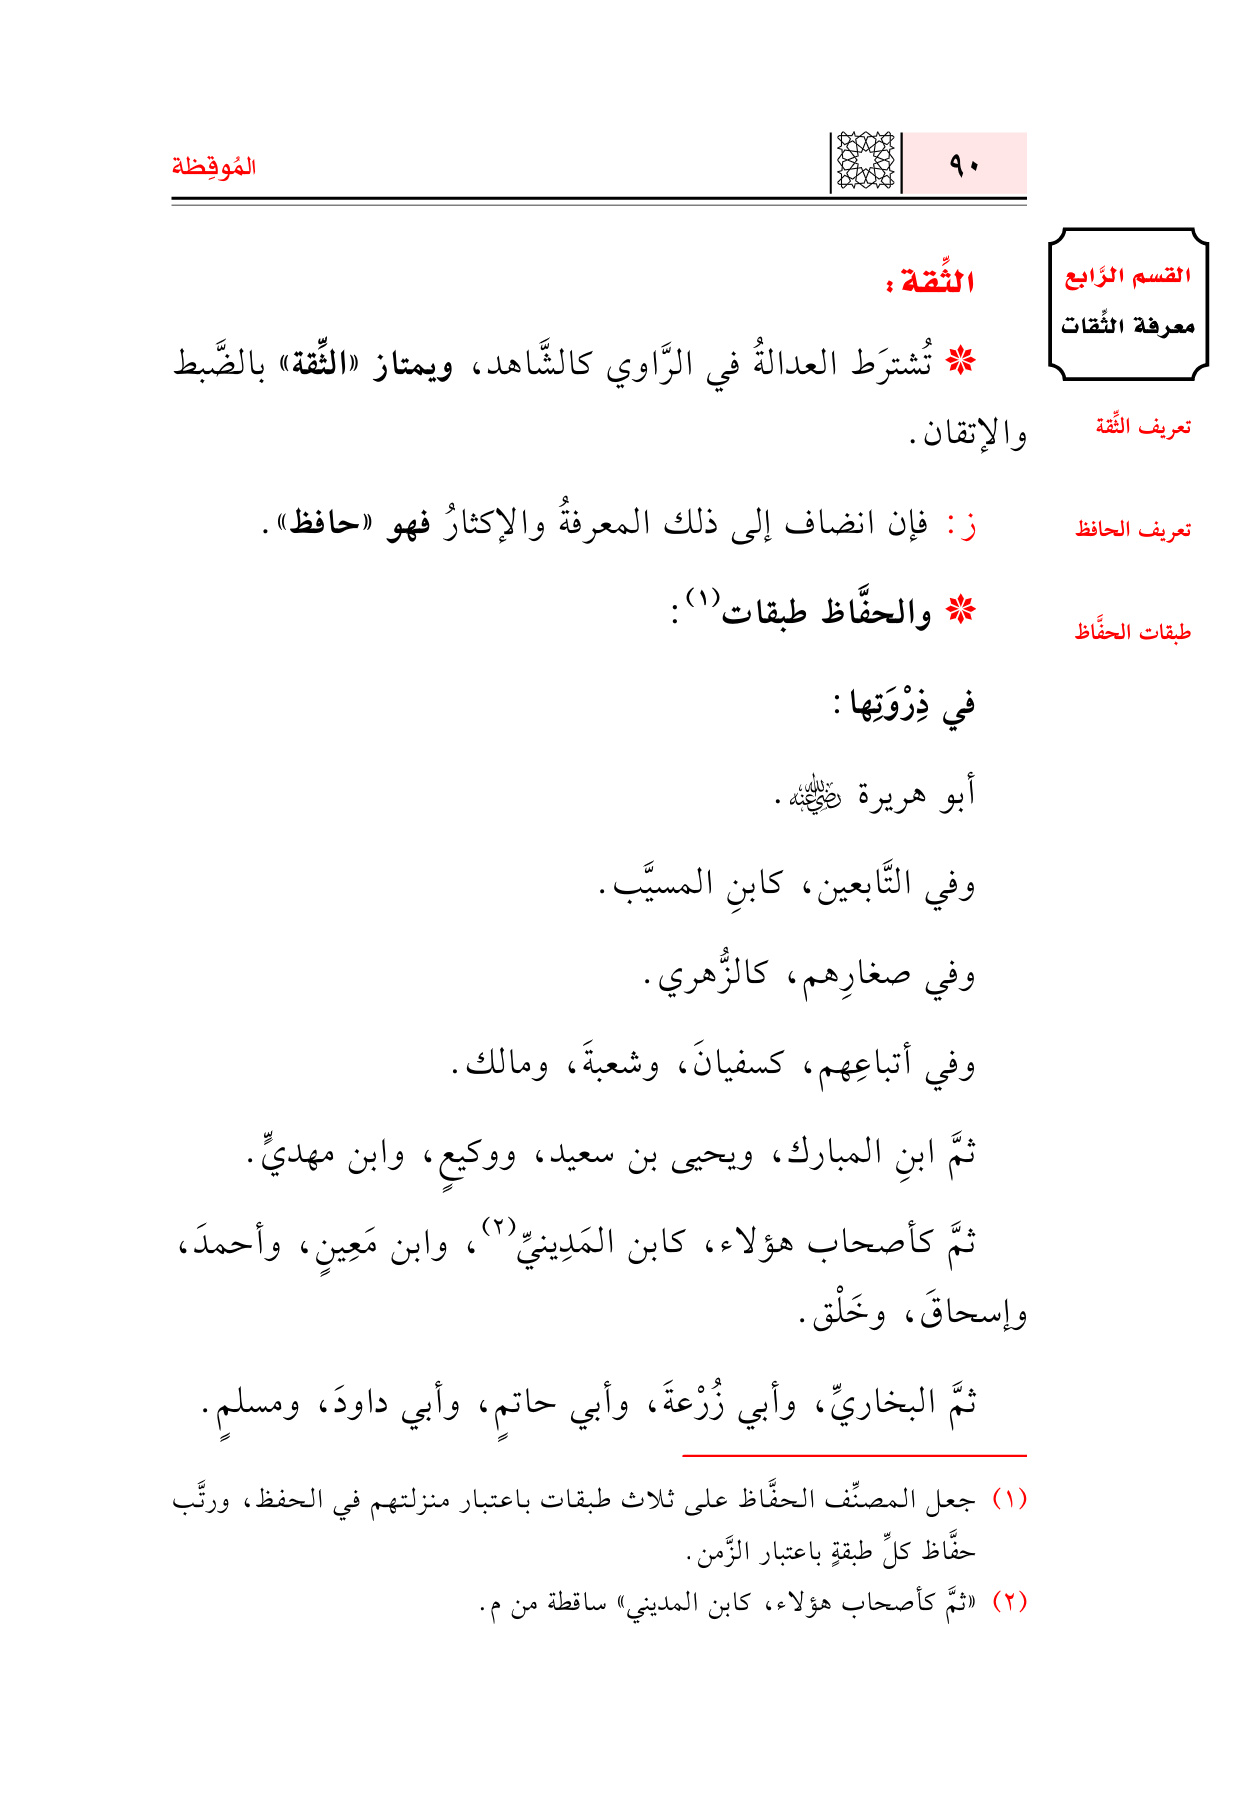 ٩٠
المُوقِظة
القسم الرَّابع
معرفة الثِّقات
الثِّقة:
❋ تُشترَط العدالةُ في الرَّاوي كالشَّاهد، ويمتاز «الثِّقة» بالضَّبط
والإتقان.
تعريف الثِّقة
ز: فإن انضاف إلى ذلك المعرفةُ والإكثارُ فهو «حافظ».
تعريف الحافظ
❋ والحفَّاظ طبقات(١):
طبقات الحفَّاظ
في ذِرْوَتِها:
أبو هريرة رضي الله عنه.
وفي التَّابعين، كابنِ المسيَّب.
وفي صغارِهم، كالزُّهري.
وفي أتباعِهم، كسفيانَ، وشعبةَ، ومالك.
ثمَّ ابنِ المبارك، ويحيى بن سعيد، ووكيعٍ، وابن مهديٍّ.
ثمَّ كأصحاب هؤلاء، كابن المَدِينيِّ(٢)، وابن مَعِينٍ، وأحمدَ،
وإسحاقَ، وخَلْق.
ثمَّ البخاريِّ، وأبي زُرْعةَ، وأبي حاتمٍ، وأبي داودَ، ومسلمٍ.
(١) جعل المصنِّف الحفَّاظ على ثلاث طبقات باعتبار منزلتهم في الحفظ، ورتَّب
حفَّاظ كلِّ طبقةٍ باعتبار الزَّمن.
(٢) «ثمَّ كأصحاب هؤلاء، كابن المديني» ساقطة من م.